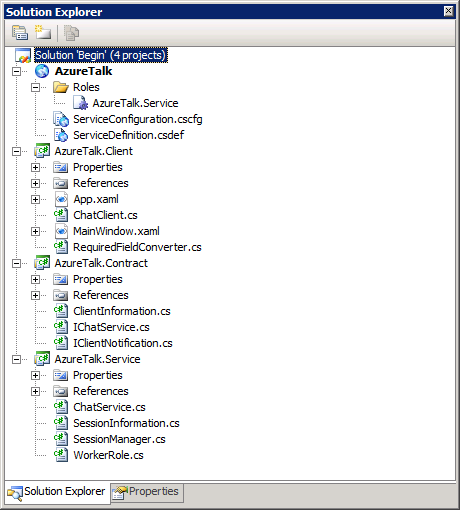 Solution Explorer
Solution 'Begin' (4 projects)
AzureTalk
Roles
AzureTalk.Service
ServiceConfiguration.cscfg
ServiceDefinition.csdef
AzureTalk.Client
Properties
References
App.xaml
ChatClient.cs
MainWindow.xaml
RequiredFieldConverter.cs
AzureTalk.Contract
Properties
References
ClientInformation.cs
IChatService.cs
IClientNotification.cs
AzureTalk.Service
Properties
References
ChatService.cs
SessionInformation.cs
SessionManager.cs
WorkerRole.cs
Solution Explorer Properties